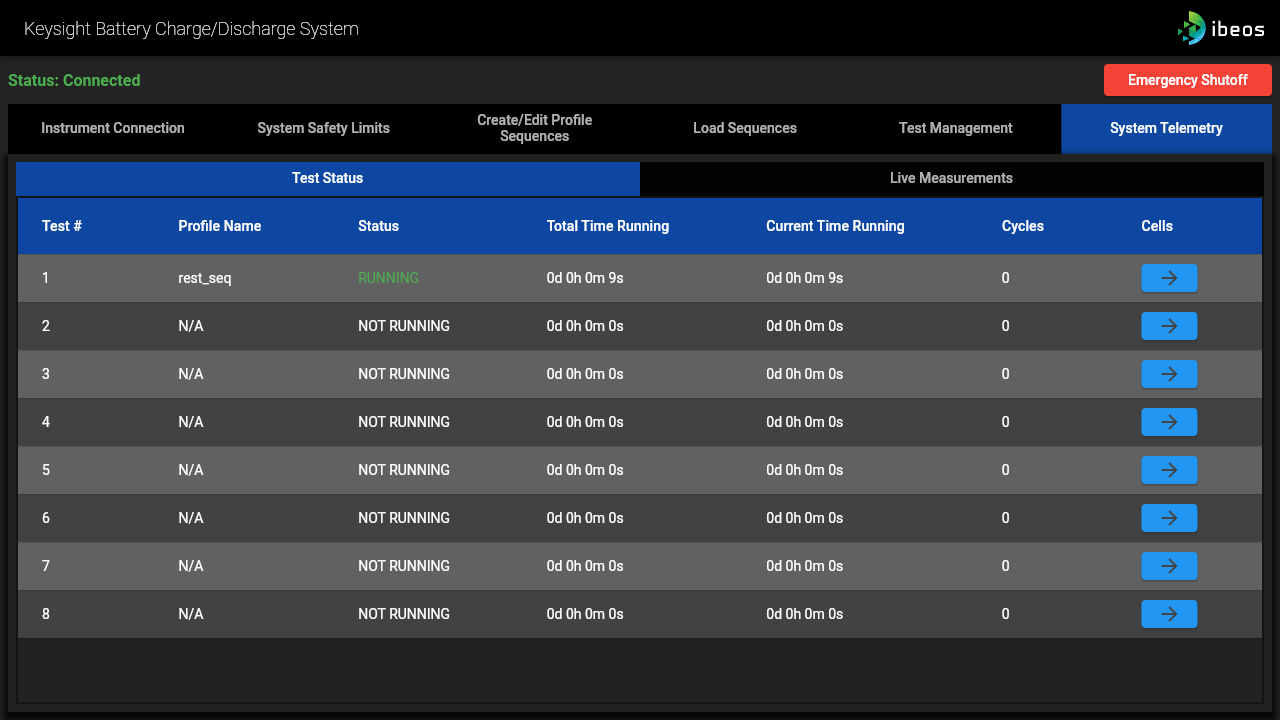 Keysight Battery Charge/Discharge System
ibeos
Status: Connected
Emergency Shutoff
Instrument Connection
System Safety Limits
Create/Edit Profile
Sequences
Load Sequences
Test Management
System Telemetry
Test Status
Live Measurements
Test # Profile Name Status Total Time Running Current Time Running Cycles Cells
1 rest_seq RUNNING 0d 0h 0m 9s 0d 0h 0m 9s 0
2 N/A NOT RUNNING 0d 0h 0m 0s 0d 0h 0m 0s 0
3 N/A NOT RUNNING 0d 0h 0m 0s 0d 0h 0m 0s 0
4 N/A NOT RUNNING 0d 0h 0m 0s 0d 0h 0m 0s 0
5 N/A NOT RUNNING 0d 0h 0m 0s 0d 0h 0m 0s 0
6 N/A NOT RUNNING 0d 0h 0m 0s 0d 0h 0m 0s 0
7 N/A NOT RUNNING 0d 0h 0m 0s 0d 0h 0m 0s 0
8 N/A NOT RUNNING 0d 0h 0m 0s 0d 0h 0m 0s 0